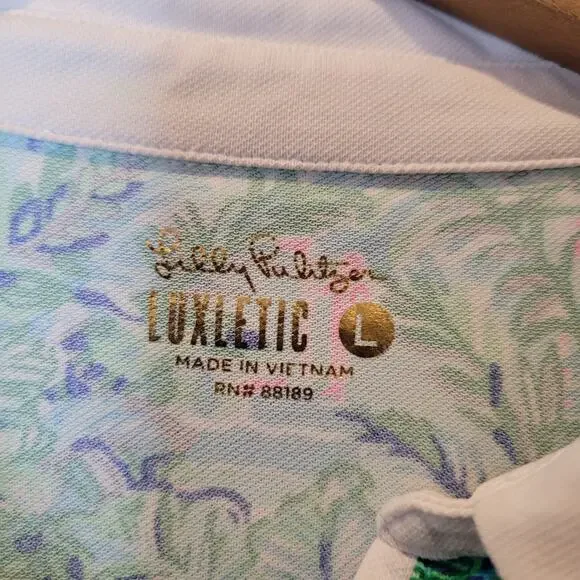 Lilly Pulitzer
LUXLETIC L
MADE IN VIETNAM
RN# 88189